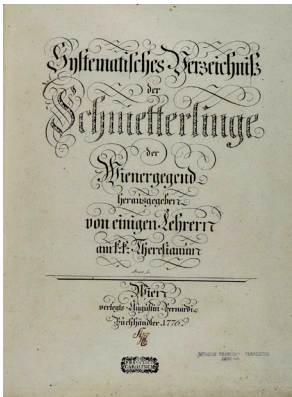 Systematisches Verzeichniß
der
Schmetterlinge
der
Wienergegend
herausgegeben
von einigen Lehrern
am k. k. Theresianum
Wien
verlegts Augustin Bernardi
Buchhändler. 1776.